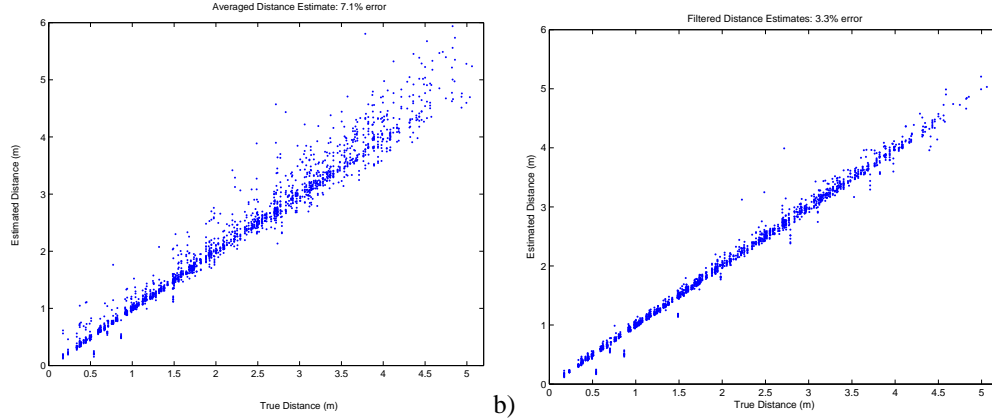 Averaged Distance Estimate: 7.1% error
6
5
4
3
2
1
0
Estimated Distance (m)
0 0.5 1 1.5 2 2.5 3 3.5 4 4.5 5
True Distance (m)
b)
Filtered Distance Estimates: 3.3% error
6
5
4
3
2
1
0
Estimated Distance (m)
0 0.5 1 1.5 2 2.5 3 3.5 4 4.5 5
True Distance (m)